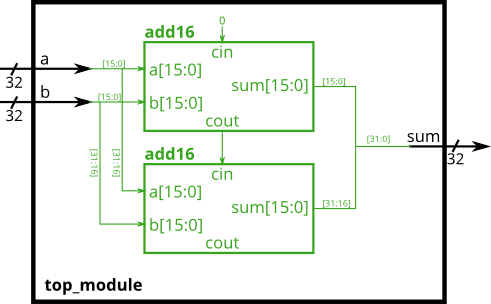 0
add16
cin
a
[15:0]
a[15:0]
sum[15:0]
[15:0]
32
b
[15:0]
b[15:0]
32
cout
[31:0]
sum
32
[31:16]
[31:16]
add16
cin
a[15:0]
sum[15:0]
[31:16]
b[15:0]
cout
top_module